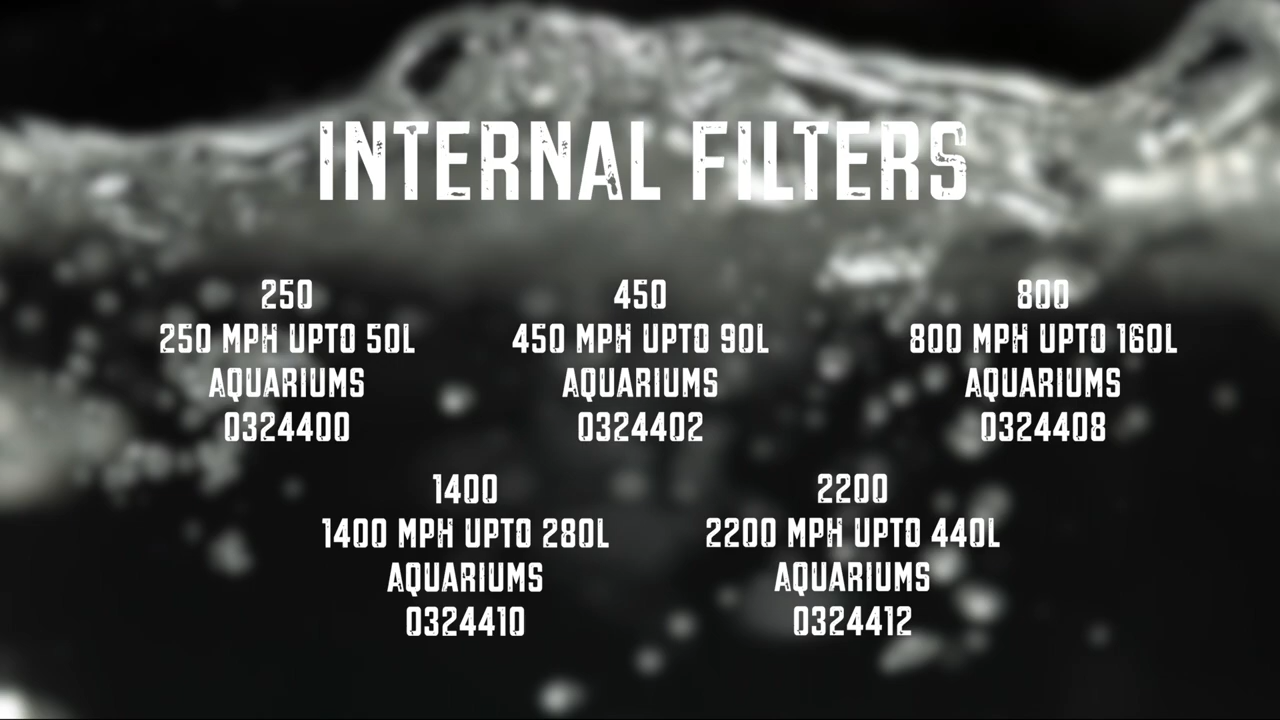 INTERNAL FILTERS
250
250 MPH UPTO 50L
AQUARIUMS
0324400
450
450 MPH UPTO 90L
AQUARIUMS
0324402
800
800 MPH UPTO 160L
AQUARIUMS
0324408
1400
1400 MPH UPTO 280L
AQUARIUMS
0324410
2200
2200 MPH UPTO 440L
AQUARIUMS
0324412